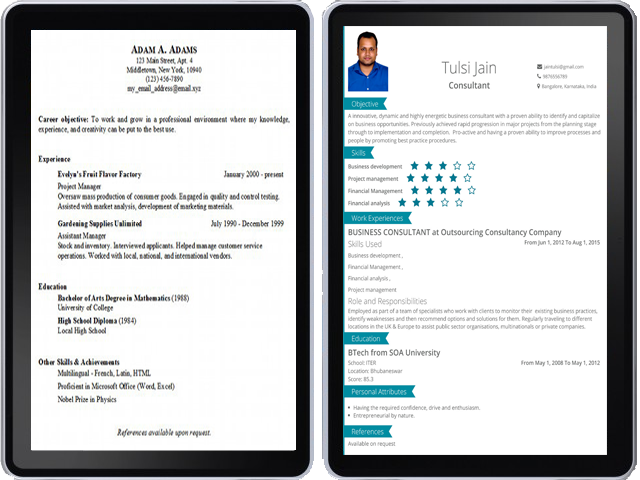 ADAM A. ADAMS
123 Main Street, Apt. 4
Middletown, New York, 10940
(123) 456-7890
my_email_address@email.xyz
Career objective: To work and grow in a professional environment where my knowledge,
experience, and creativity can be put to the best use.
Experience
Evelyn's Fruit Flavor Factory January 2000 - present
Project Manager
Oversaw mass production of consumer goods. Engaged in quality and control testing.
Assisted with market analysis, development of marketing materials.
Gardening Supplies Unlimited July 1990 - December 1999
Assistant Manager
Stock and inventory. Interviewed applicants. Helped manage customer service
operations. Worked with local, national, and international vendors.
Education
Bachelor of Arts Degree in Mathematics (1988)
University of College
High School Diploma (1984)
Local High School
Other Skills & Achievements
Multilingual - French, Latin, HTML
Proficient in Microsoft Office (Word, Excel)
Nobel Prize in Physics
References available upon request.
Tulsi Jain
Consultant
jaintulsi@gmail.com
9876556789
Bangalore, Karnataka, India
Objective
A innovative, dynamic and highly energetic business consultant with a proven ability to identify and capitalize
on business opportunities. Previously achieved rapid progression in major projects from the planning stage
through to implementation and completion. Pro-active and having a proven ability to improve processes and
people by promoting best practice procedures.
Skills
Business development
Project management
Financial Management
Financial analysis
Work Experiences
BUSINESS CONSULTANT at Outsourcing Consultancy Company
Skills Used From Jun 1, 2012 To Aug 1, 2015
Business development ,
Financial Management ,
Financial analysis ,
Project management
Role and Responsibilities
Employed as part of a team of specialists who work with clients to monitor their existing business practices,
identify weaknesses and then recommend options and solutions for them. Regularly traveling to different
locations in the UK & Europe to assist public sector organisations, multinationals or private companies.
Education
BTech from SOA University
School: ITER From May 1, 2008 To May 1, 2012
Location: Bhubaneswar
Score: 85.3
Personal Attributes
Having the required confidence, drive and enthusiasm.
Entrepreneurial by nature.
References
Available on request